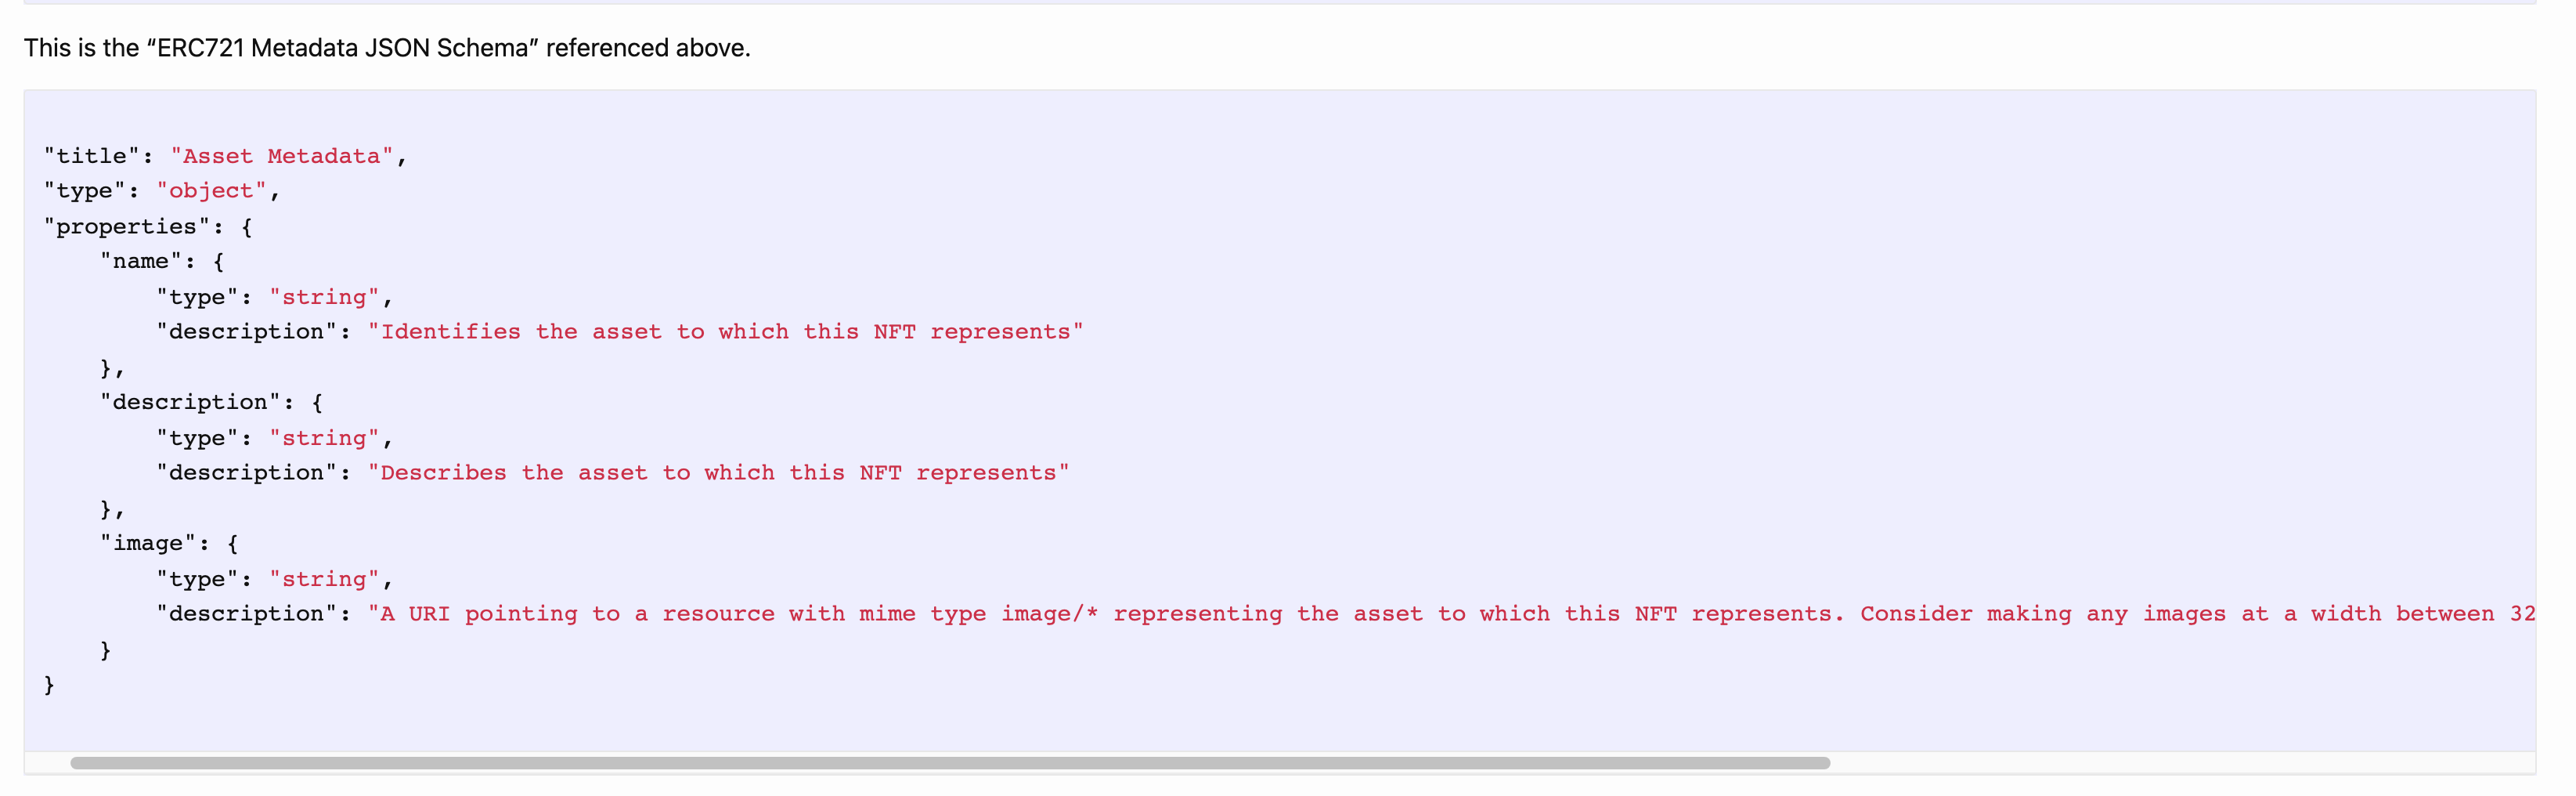 This is the “ERC721 Metadata JSON Schema” referenced above.
"title": "Asset Metadata",
"type": "object",
"properties": {
    "name": {
        "type": "string",
        "description": "Identifies the asset to which this NFT represents"
    },
    "description": {
        "type": "string",
        "description": "Describes the asset to which this NFT represents"
    },
    "image": {
        "type": "string",
        "description": "A URI pointing to a resource with mime type image/* representing the asset to which this NFT represents. Consider making any images at a width between 32
    }
}